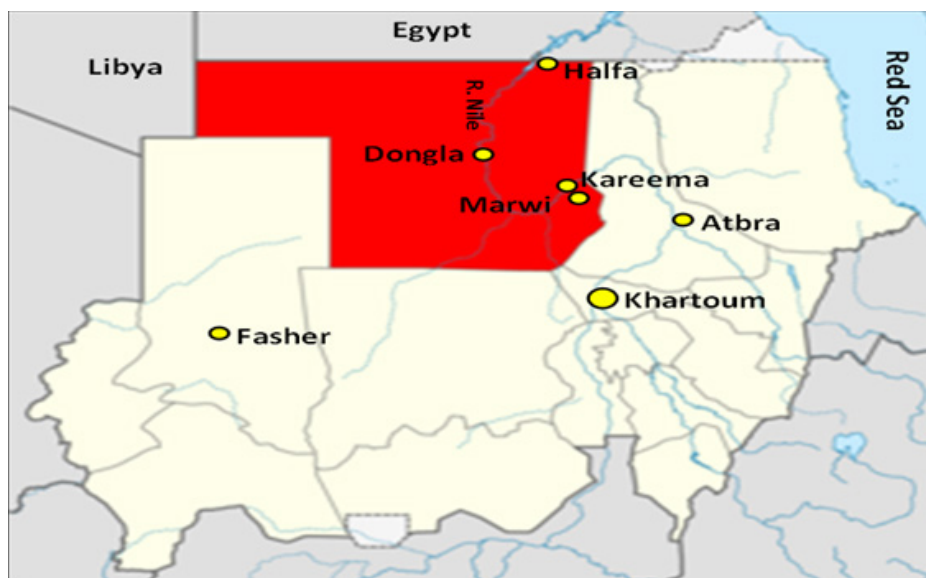 Egypt
Libya
Halfa
Red Sea
R. Nile
Dongla
Kareema
Marwi
Atbra
Khartoum
Fasher